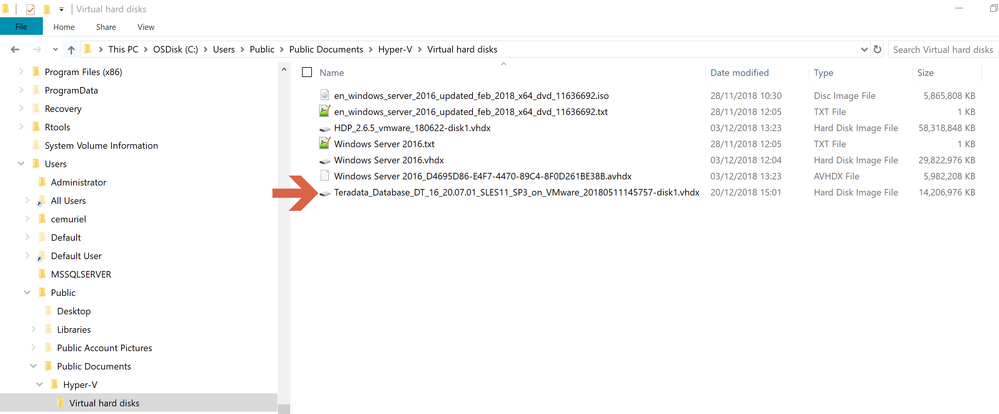 Virtual hard disks
File Home Share View
This PC OSDisk (C:) Users Public Public Documents Hyper-V Virtual hard disks Search Virtual hard disks
Program Files (x86)
ProgramData
Recovery
Rtools
System Volume Information
Users
Administrator
All Users
cemuriel
Default
Default User
MSSQLSERVER
Public
Desktop
Libraries
Public Account Pictures
Public Documents
Hyper-V
Virtual hard disks
Name Date modified Type Size
en_windows_server_2016_updated_feb_2018_x64_dvd_11636692.iso 28/11/2018 10:30 Disc Image File 5,865,808 KB
en_windows_server_2016_updated_feb_2018_x64_dvd_11636692.txt 28/11/2018 12:05 TXT File 1 KB
HDP_2.6.5_vmware_180622-disk1.vhdx 03/12/2018 13:23 Hard Disk Image File 58,318,848 KB
Windows Server 2016.txt 28/11/2018 12:05 TXT File 1 KB
Windows Server 2016.vhdx 03/12/2018 12:04 Hard Disk Image File 29,822,976 KB
Windows Server 2016_D4695D86-E4F7-4470-89C4-8F0D261BE38B.avhdx 03/12/2018 13:23 AVHDX File 5,982,208 KB
Teradata_Database_DT_16_20.07.01_SLES11_SP3_on_VMware_20180511145757-disk1.vhdx 20/12/2018 15:01 Hard Disk Image File 14,206,976 KB